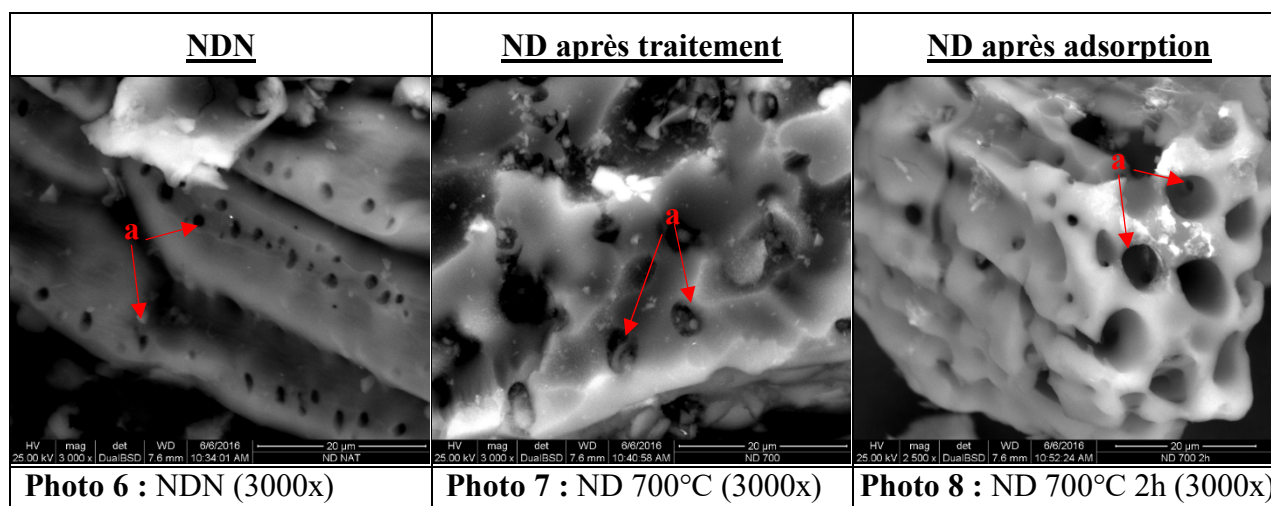 NDN
ND après traitement
ND après adsorption
a
a
a
HV mag det WD 6/6/2016 20 µm
25.00 kV 3 000 x DualBSD 7.6 mm 10:34:01 AM ND NAT
HV mag det WD 6/6/2016 20 µm
25.00 kV 3 000 x DualBSD 7.6 mm 10:40:58 AM ND 700
HV mag det WD 6/6/2016 20 µm
25.00 kV 2 500 x DualBSD 7.6 mm 10:52:24 AM ND 700 2h
Photo 6 : NDN (3000x)
Photo 7 : ND 700°C (3000x)
Photo 8 : ND 700°C 2h (3000x)